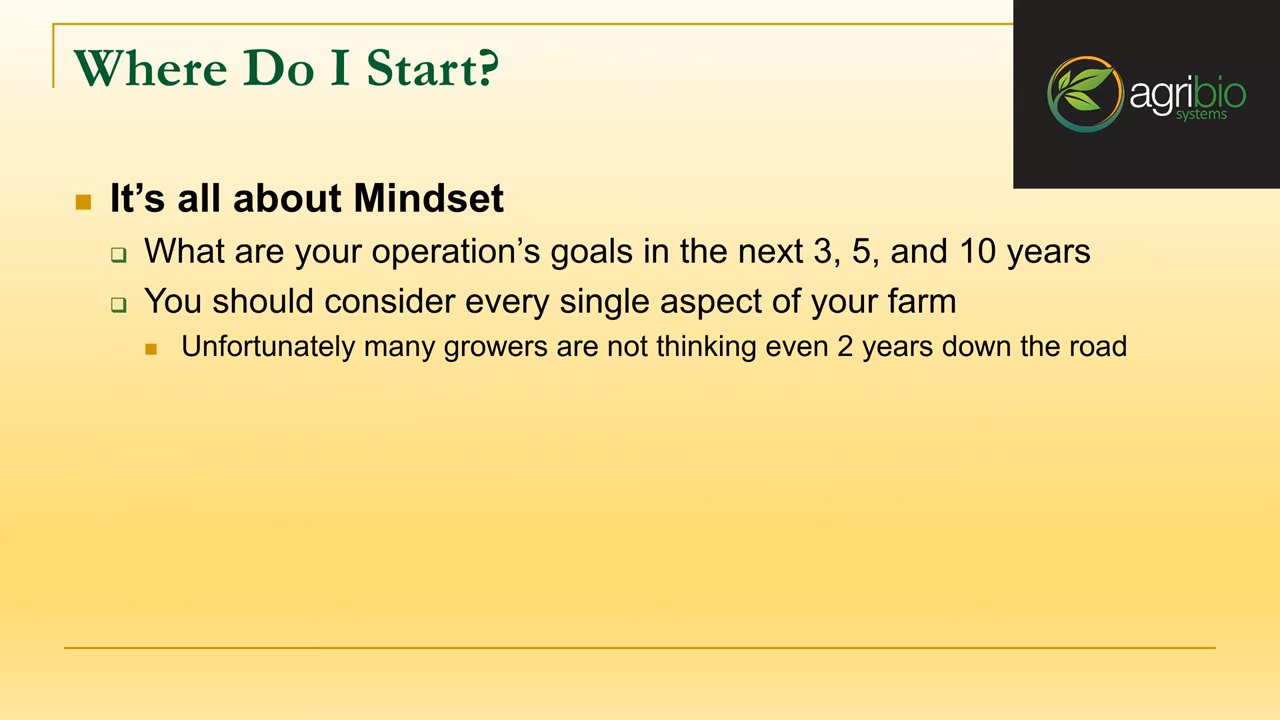 Where Do I Start?
agribio
systems
It’s all about Mindset
What are your operation’s goals in the next 3, 5, and 10 years
You should consider every single aspect of your farm
Unfortunately many growers are not thinking even 2 years down the road